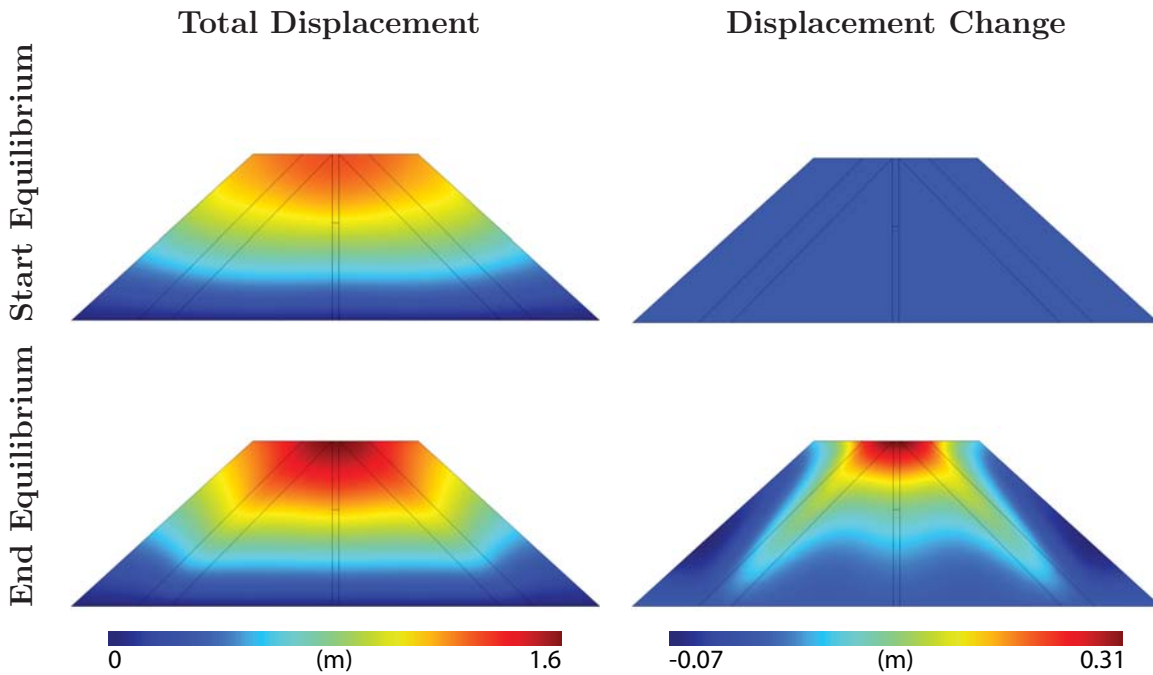 Total Displacement
Displacement Change
Start Equilibrium
End Equilibrium
0 (m) 1.6
-0.07 (m) 0.31